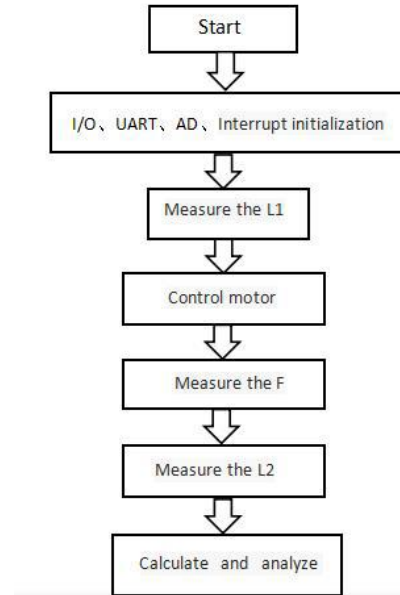 Start
I/O、UART、AD、Interrupt initialization
Measure the L1
Control motor
Measure the F
Measure the L2
Calculate and analyze